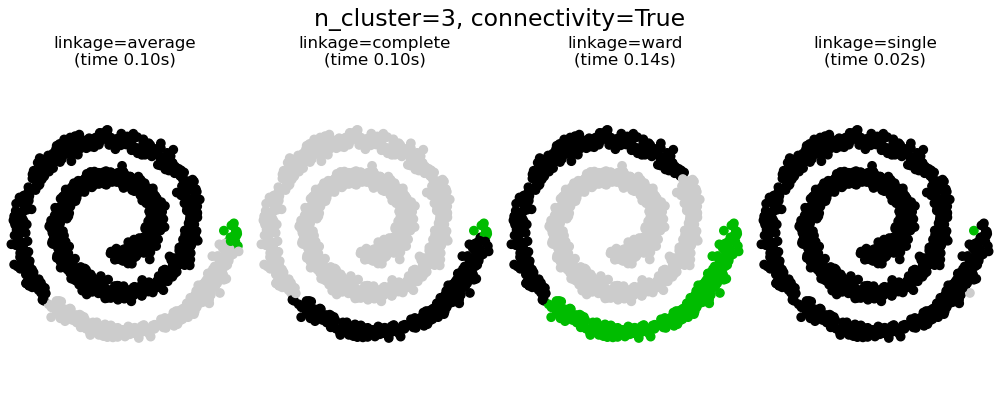 n_cluster=3, connectivity=True
linkage=average
(time 0.10s)
linkage=complete
(time 0.10s)
linkage=ward
(time 0.14s)
linkage=single
(time 0.02s)